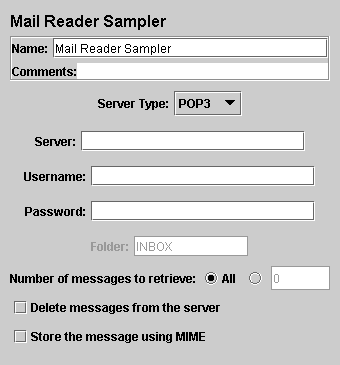 Mail Reader Sampler
Name: Mail Reader Sampler
Comments:
Server Type: POP3
Server:
Username:
Password:
Folder: INBOX
Number of messages to retrieve: All 0
Delete messages from the server
Store the message using MIME